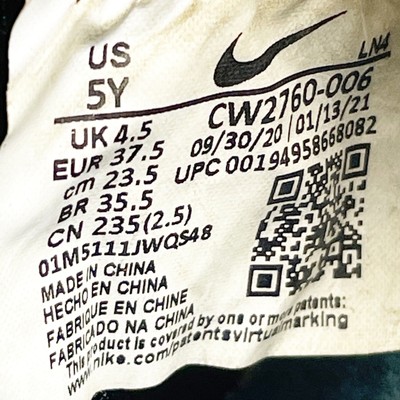 US
5Y
LN4
UK 4.5
EUR 37.5
cm 23.5
BR 35.5
CN 235(2.5)
01M5111JWQS48
CW2760-006
09/30/20 | 01/13/21
UPC 00194958668082
MADE IN CHINA
HECHO EN CHINA
FABRIQUE EN CHINE
FABRICADO NA CHINA
This product is covered by one or more patents:
www.nike.com/patentsvirtualmarking